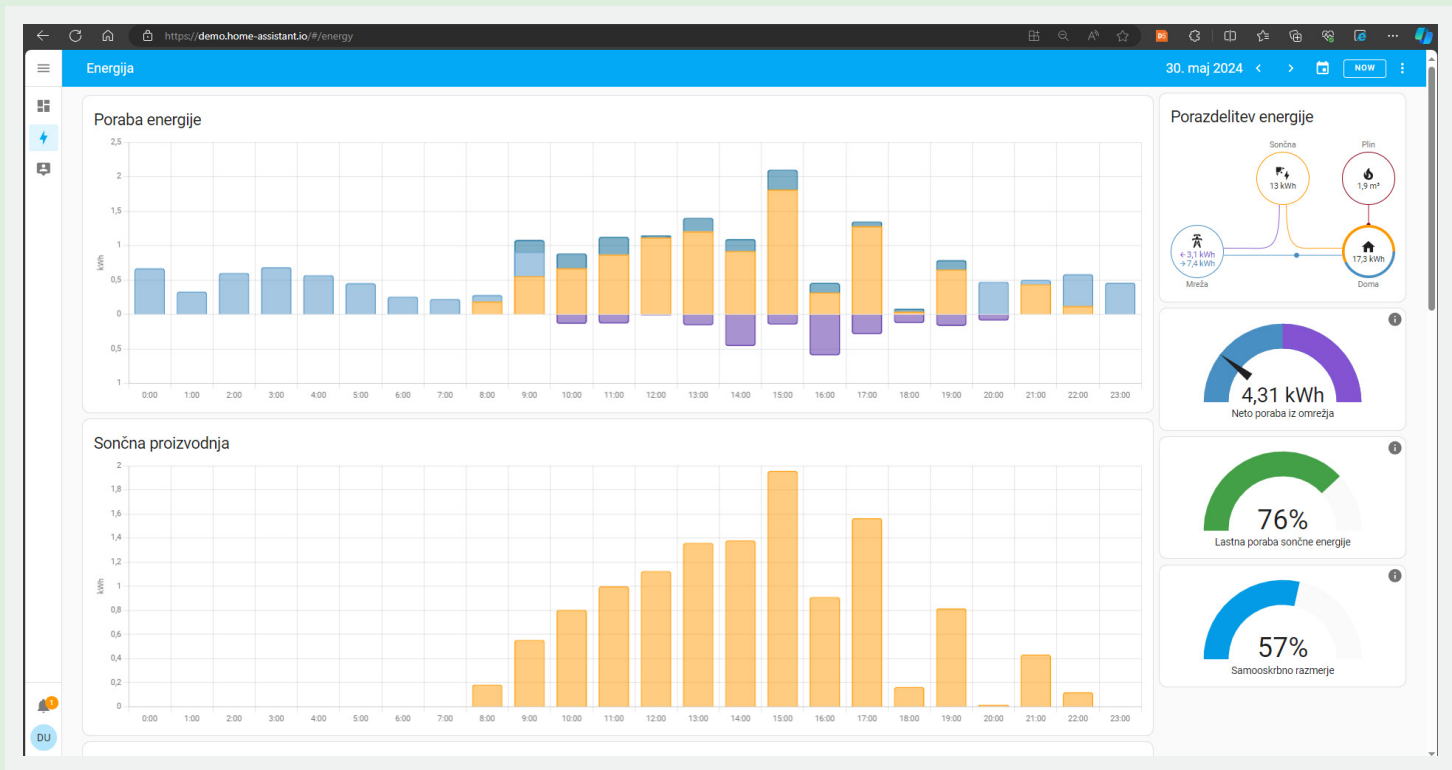 https://demo.home-assistant.io/#/energy
Energija
30. maj 2024
NOW
Poraba energije
2,5
2
1,5
1
0,5
0
0,5
1
kWh
0:00 1:00 2:00 3:00 4:00 5:00 6:00 7:00 8:00 9:00 10:00 11:00 12:00 13:00 14:00 15:00 16:00 17:00 18:00 19:00 20:00 21:00 22:00 23:00
Sončna proizvodnja
2
1,8
1,6
1,4
1,2
1
0,8
0,6
0,4
0,2
0
kWh
0:00 1:00 2:00 3:00 4:00 5:00 6:00 7:00 8:00 9:00 10:00 11:00 12:00 13:00 14:00 15:00 16:00 17:00 18:00 19:00 20:00 21:00 22:00 23:00
Porazdelitev energije
Sončna
Plin
13 kWh
1,9 m³
←3,1 kWh
→7,4 kWh
17,3 kWh
Mreža
Doma
4,31 kWh
Neto poraba iz omrežja
76%
Lastna poraba sončne energije
57%
Samooskrbno razmerje
1
DU